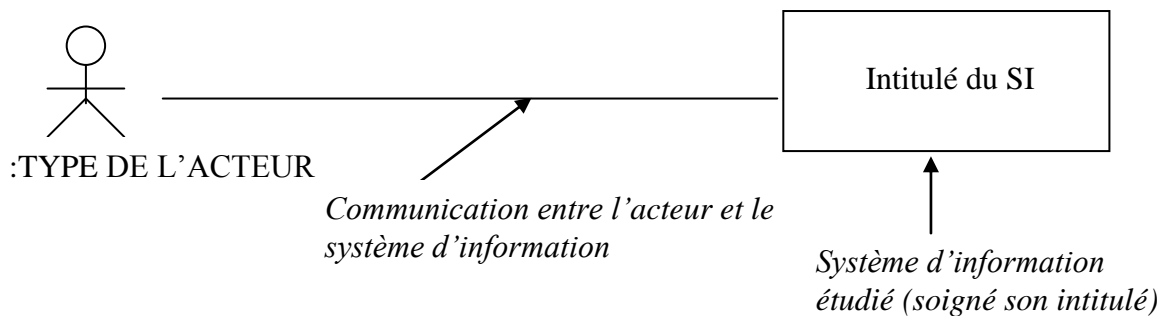 Intitulé du SI
:TYPE DE L’ACTEUR
Communication entre l’acteur et le
système d’information
Système d’information
étudié (soigné son intitulé)